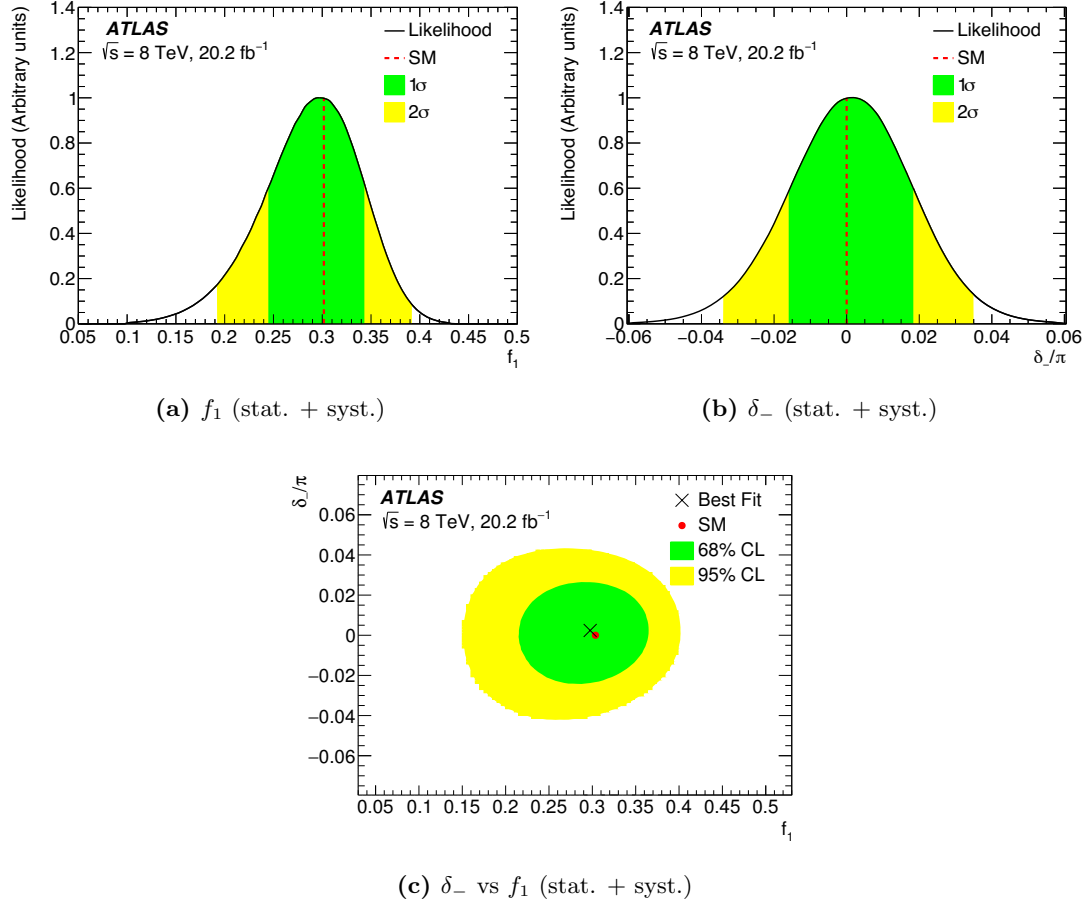 ATLAS
√s = 8 TeV, 20.2 fb⁻¹
Likelihood
SM
1σ
2σ
Likelihood (Arbitrary units)
1.4
1.2
1
0.8
0.6
0.4
0.2
0
0.05 0.1 0.15 0.2 0.25 0.3 0.35 0.4 0.45 0.5
f₁
(a) f₁ (stat. + syst.)
ATLAS
√s = 8 TeV, 20.2 fb⁻¹
Likelihood
SM
1σ
2σ
Likelihood (Arbitrary units)
1.4
1.2
1
0.8
0.6
0.4
0.2
0
−0.06 −0.04 −0.02 0 0.02 0.04 0.06
δ₋/π
(b) δ₋ (stat. + syst.)
ATLAS
√s = 8 TeV, 20.2 fb⁻¹
Best Fit
SM
68% CL
95% CL
δ₋/π
0.06
0.04
0.02
0
−0.02
−0.04
−0.06
0.05 0.1 0.15 0.2 0.25 0.3 0.35 0.4 0.45 0.5
f₁
(c) δ₋ vs f₁ (stat. + syst.)